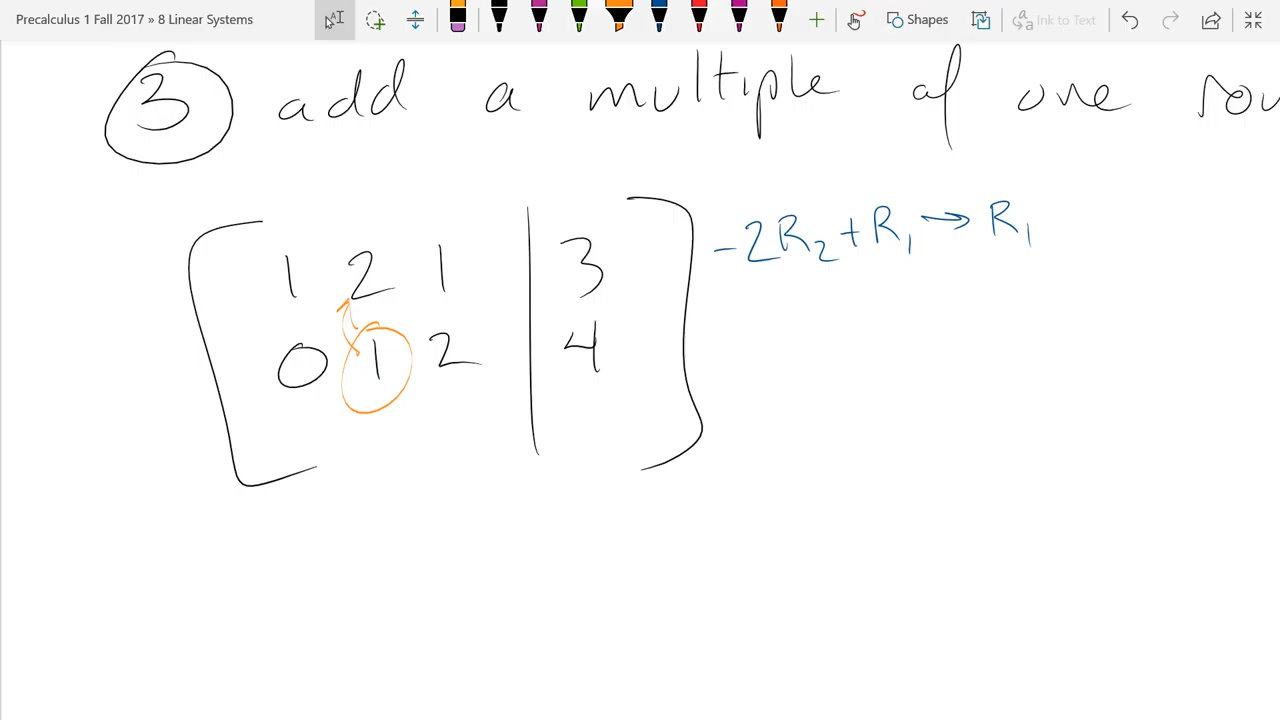 Precalculus 1 Fall 2017 » 8 Linear Systems
Shapes
Ink to Text
3 add a multiple of one row
1 2 1 | 3 -2R₂ + R₁ → R₁
0 1 2 | 4